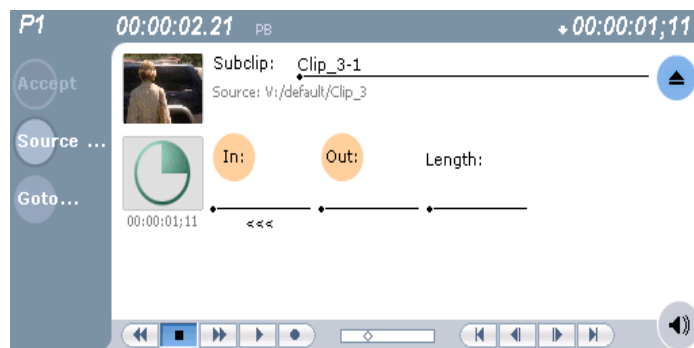 P1 00:00:02.21 PB 00:00:01;11
Accept
Source ...
Goto...
Subclip: Clip_3-1
Source: V:/default/Clip_3
In: Out: Length:
00:00:01;11 <<<